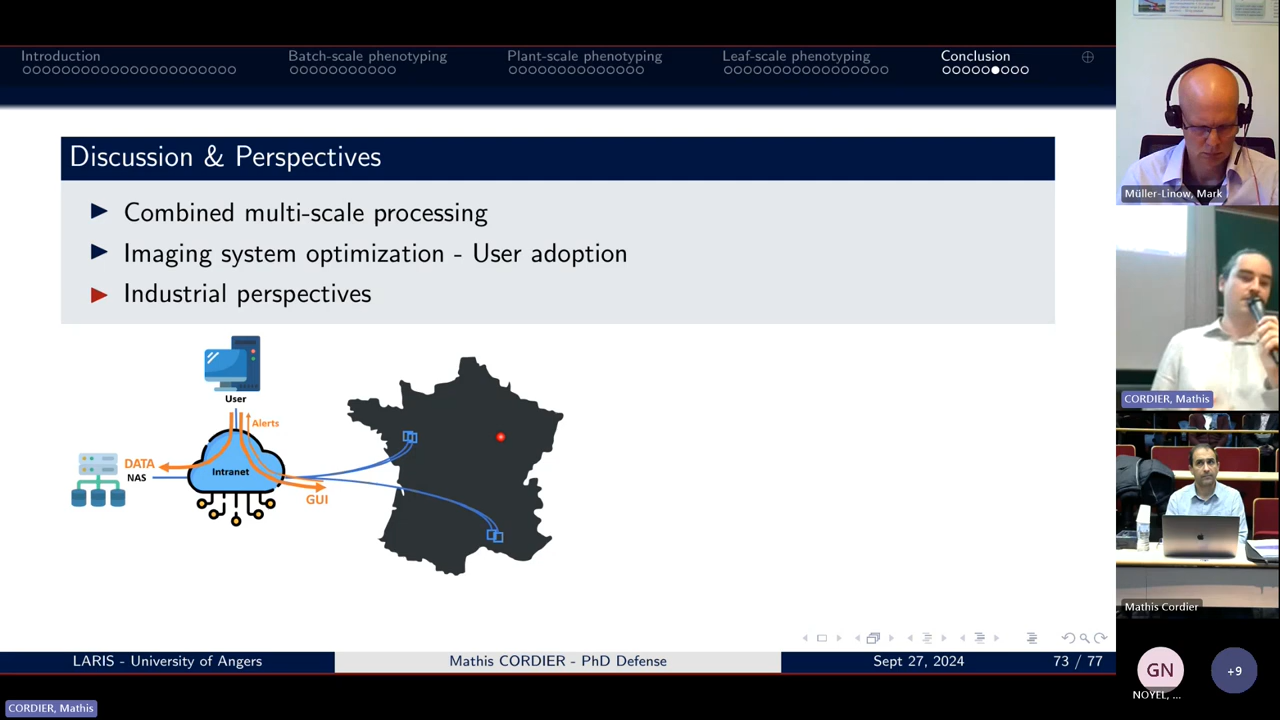 Introduction
Batch-scale phenotyping
Plant-scale phenotyping
Leaf-scale phenotyping
Conclusion
Discussion & Perspectives
Combined multi-scale processing
Imaging system optimization - User adoption
Industrial perspectives
User
Alerts
DATA
NAS
Intranet
GUI
LARIS - University of Angers
Mathis CORDIER - PhD Defense
Sept 27, 2024
73 / 77
CORDIER, Mathis
Müller-Linow, Mark
CORDIER, Mathis
Mathis Cordier
GN
NOYEL, ...
+9